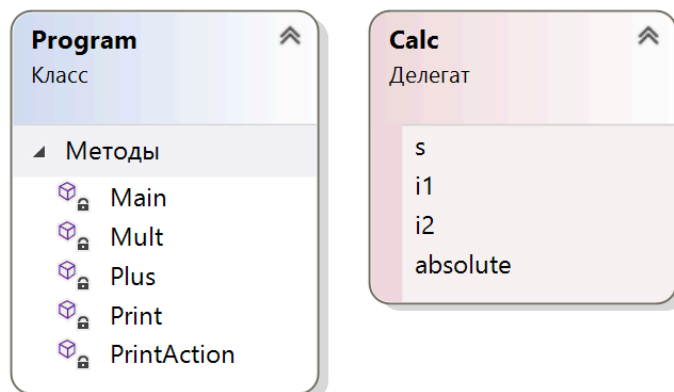 Program
Класс
Методы
Main
Mult
Plus
Print
PrintAction
Calc
Делегат
s
i1
i2
absolute